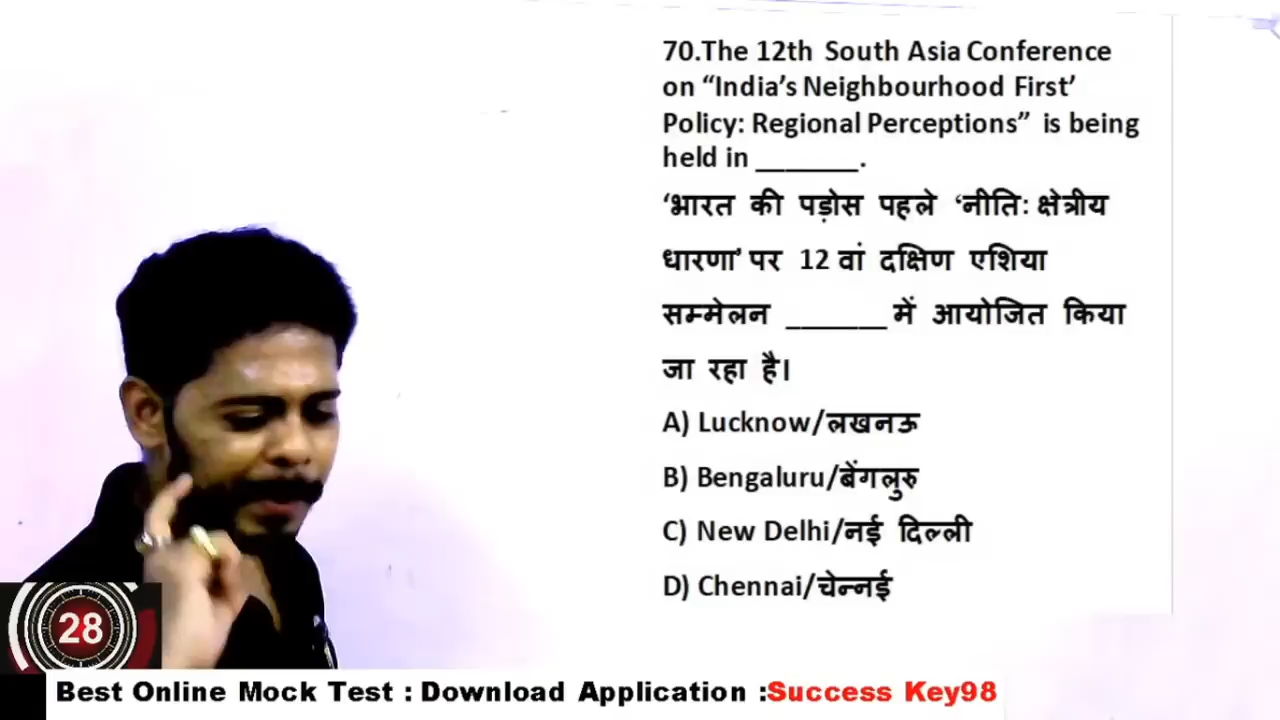 70.The 12th South Asia Conference
on “India’s Neighbourhood First’
Policy: Regional Perceptions” is being
held in _______.
‘भारत की पड़ोस पहले ‘नीति: क्षेत्रीय
धारणा’ पर 12 वां दक्षिण एशिया
सम्मेलन _______ में आयोजित किया
जा रहा है।
A) Lucknow/लखनऊ
B) Bengaluru/बेंगलुरु
C) New Delhi/नई दिल्ली
D) Chennai/चेन्नई
28
Best Online Mock Test : Download Application :Success Key98